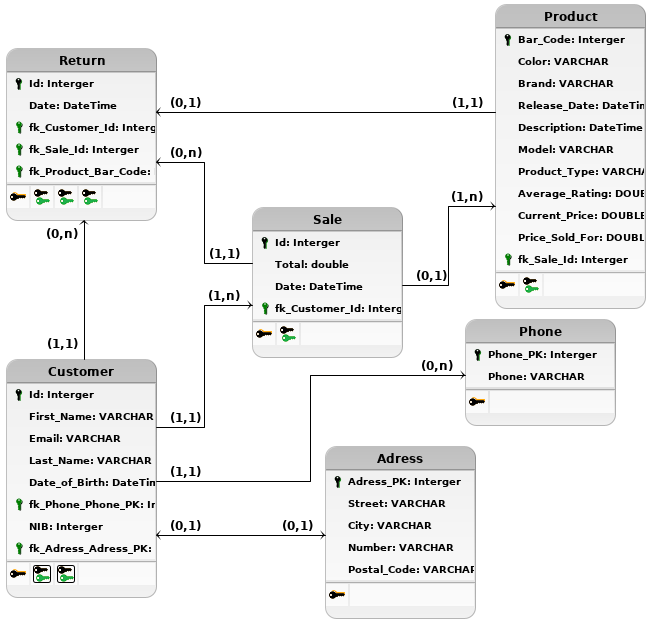 Product
Bar_Code: Interger
Color: VARCHAR
Brand: VARCHAR
Release_Date: DateTin
Description: DateTime
Model: VARCHAR
Product_Type: VARCHA
Average_Rating: DOUE
Current_Price: DOUBLE
Price_Sold_For: DOUBL
fk_Sale_Id: Interger
Return
Id: Interger
Date: DateTime
fk_Customer_Id: Interg
fk_Sale_Id: Interger
fk_Product_Bar_Code:
(0,1)
(1,1)
(0,n)
(1,1)
(0,n)
(1,1)
(1,n)
(0,1)
Sale
Id: Interger
Total: double
Date: DateTime
fk_Customer_Id: Interg
(1,n)
(1,1)
Phone
Phone_PK: Interger
Phone: VARCHAR
(0,n)
(1,1)
Customer
Id: Interger
First_Name: VARCHAR
Email: VARCHAR
Last_Name: VARCHAR
Date_of_Birth: DateTin
fk_Phone_Phone_PK: Ir
NIB: Interger
fk_Adress_Adress_PK:
(0,1)
(0,1)
Adress
Adress_PK: Interger
Street: VARCHAR
City: VARCHAR
Number: VARCHAR
Postal_Code: VARCHAR